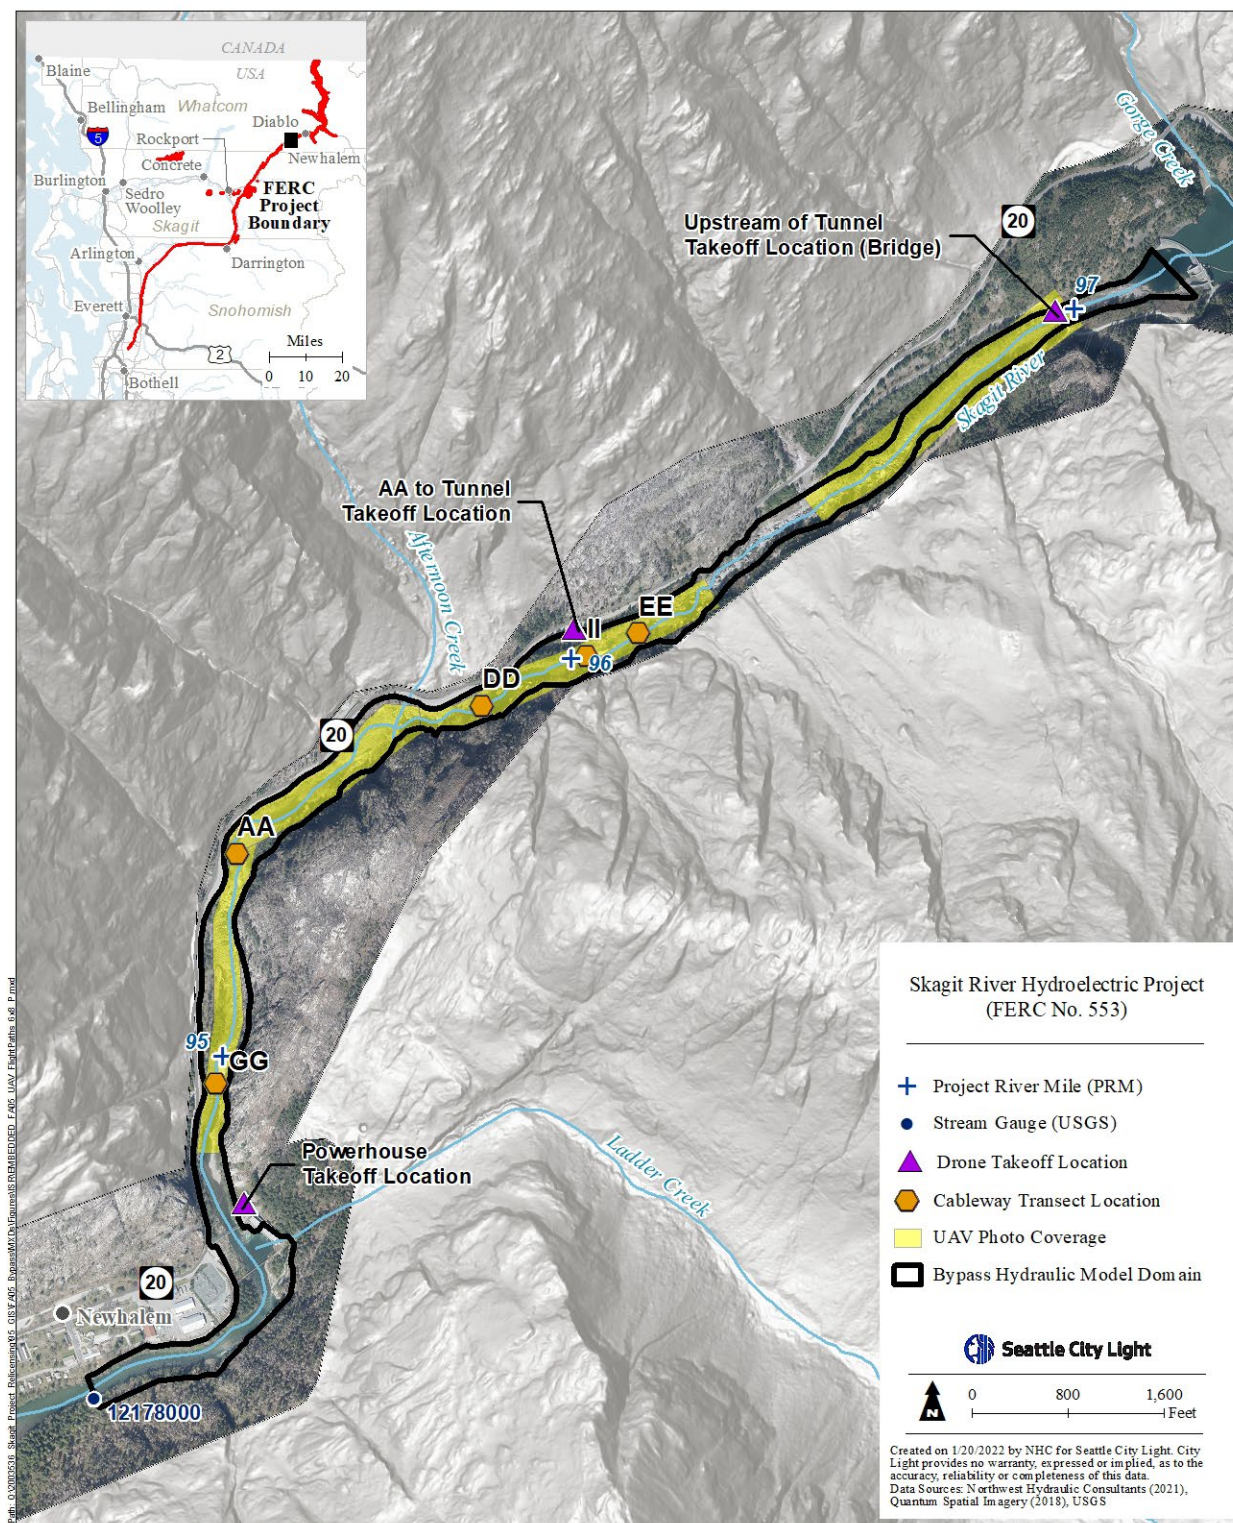 CANADA
USA
Blaine
Bellingham
Whatcom
5
Diablo
Rockport
Newhalem
Concrete
Burlington
Sedro
Woolley
FERC
Project
Boundary
Skagit
Arlington
Darrington
Everett
Snohomish
2
Miles
0 10 20
Bothell
Gorge Creek
Upstream of Tunnel
Takeoff Location (Bridge)
20
97
Skagit River
AA to Tunnel
Takeoff Location
Afternoon Creek
EE
II
96
DD
20
AA
95
GG
Powerhouse
Takeoff Location
Ladder Creek
20
Newhalem
12178000
Skagit River Hydroelectric Project
(FERC No. 553)
Project River Mile (PRM)
Stream Gauge (USGS)
Drone Takeoff Location
Cableway Transect Location
UAV Photo Coverage
Bypass Hydraulic Model Domain
Seattle City Light
N
0 800 1,600
Feet
Created on 1/20/2022 by NHC for Seattle City Light. City
Light provides no warranty, expressed or implied, as to the
accuracy, reliability or completeness of this data.
Data Sources: Northwest Hydraulic Consultants (2021),
Quantum Spatial Imagery (2018), USGS